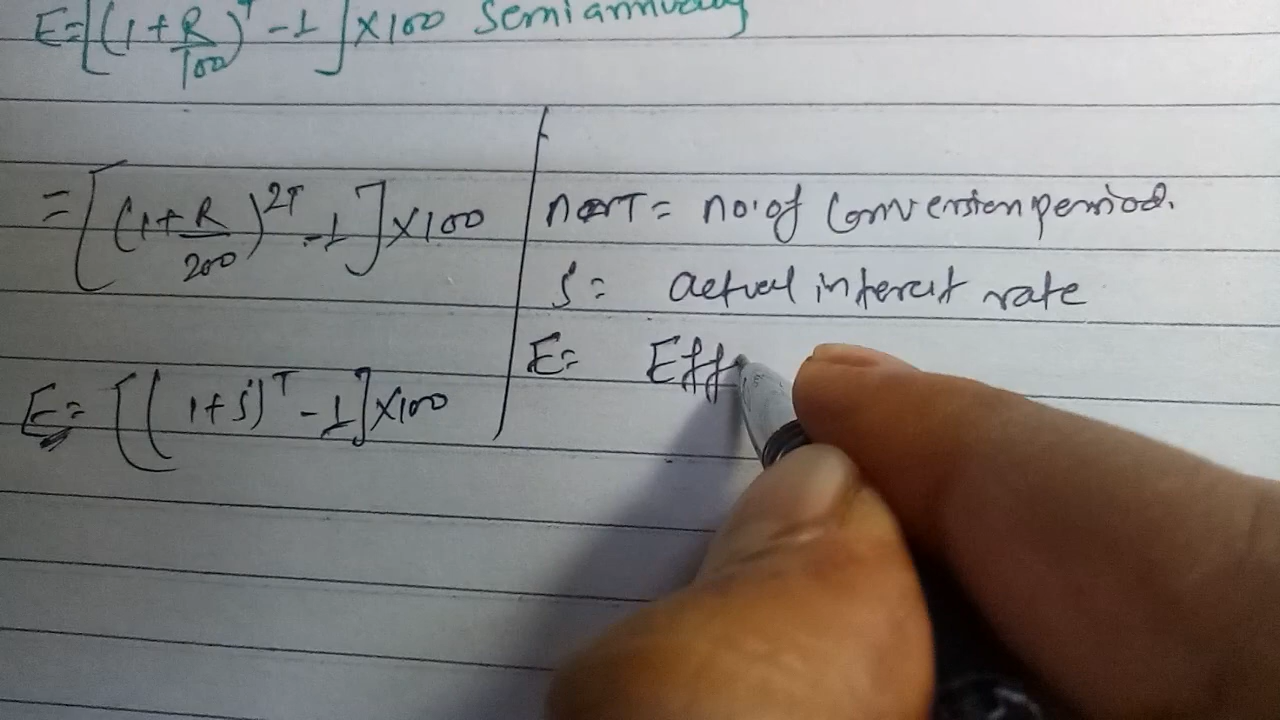 E=[(1+R/100)^T -1]×100 Semiannually
=[(1+R/200)^2T -1]×100
n or T = no. of Conversion period.
i= actual interest rate
E= Eff
E= [(1+i)^T -1]×100